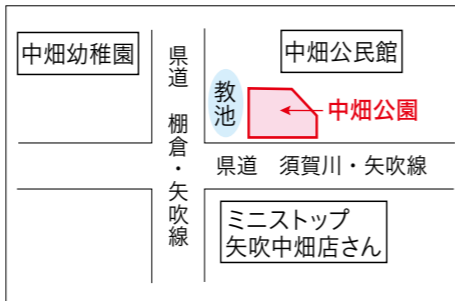 中畑幼稚園
県道 棚倉・矢吹線
中畑公民館
教池
中畑公園
県道 須賀川・矢吹線
ミニストップ
矢吹中畑店さん